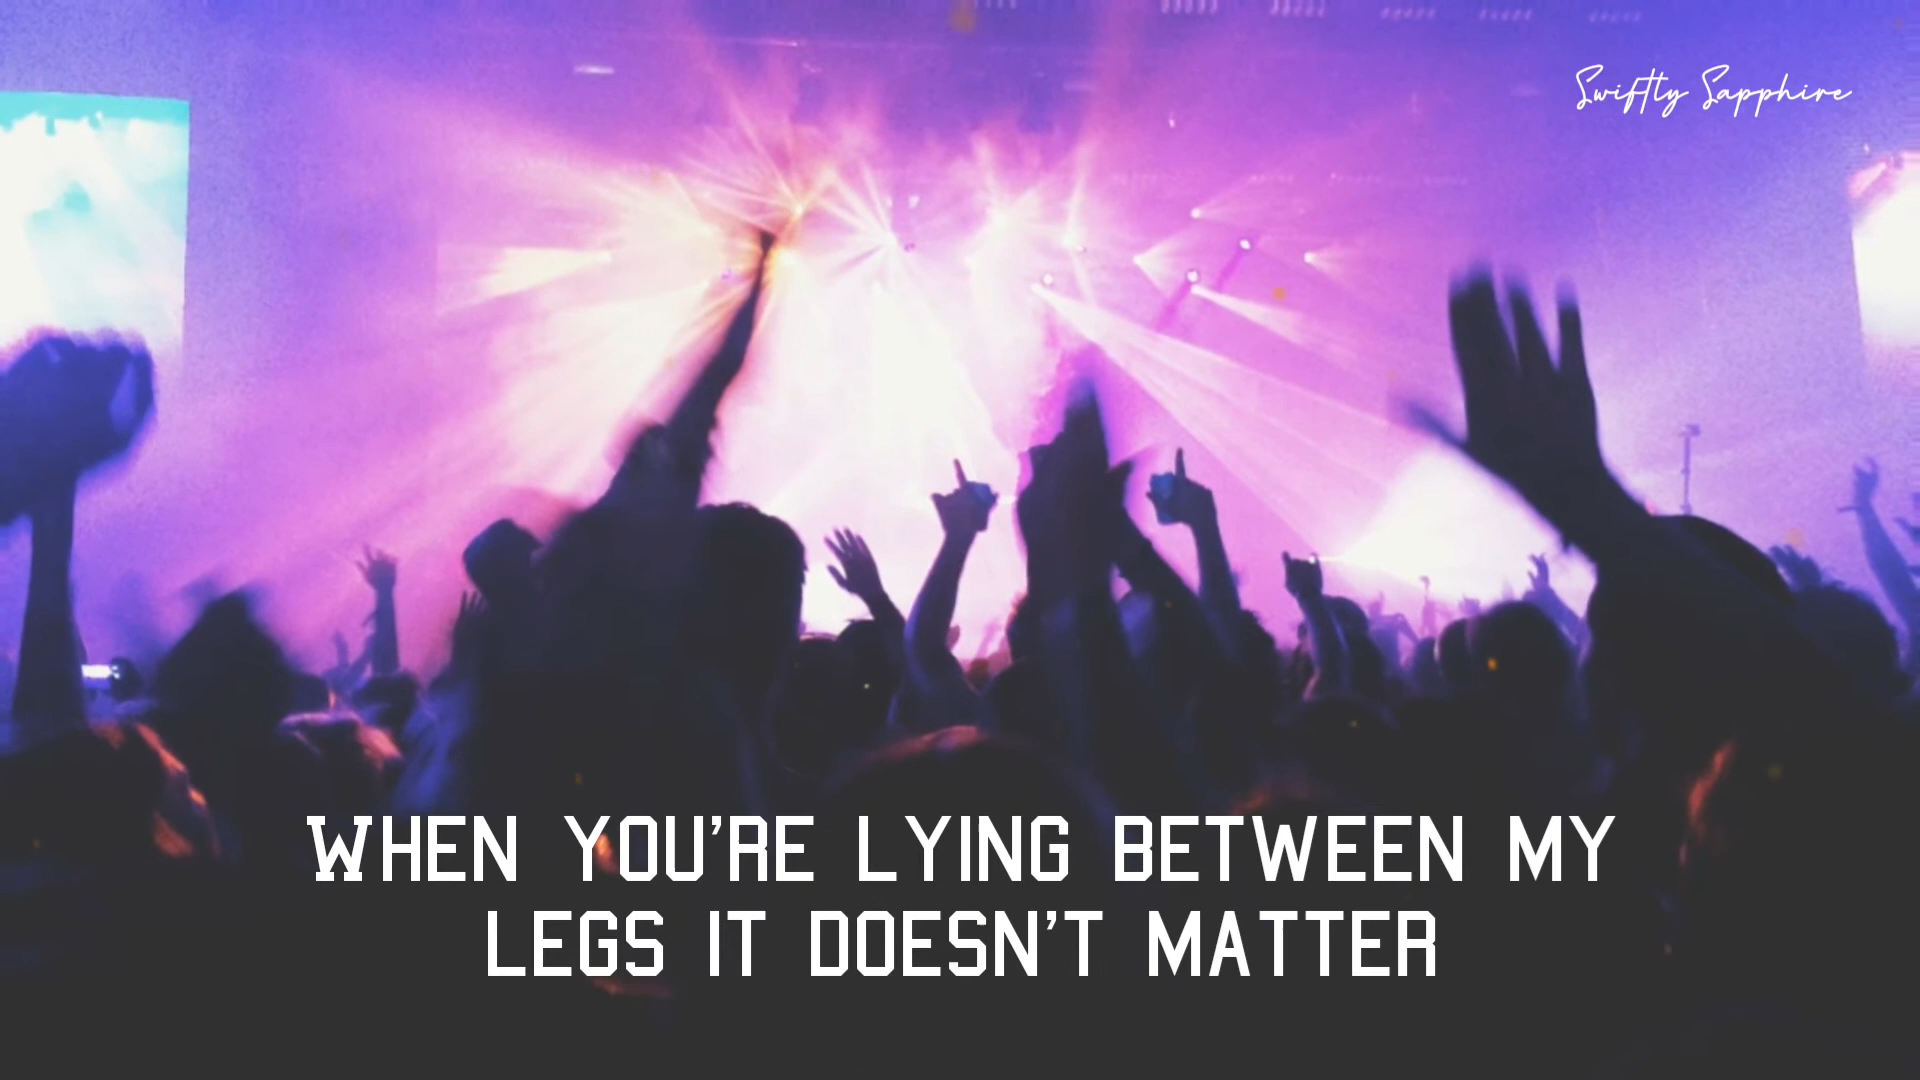 Swiftly Sapphire
WHEN YOU'RE LYING BETWEEN MY
LEGS IT DOESN'T MATTER